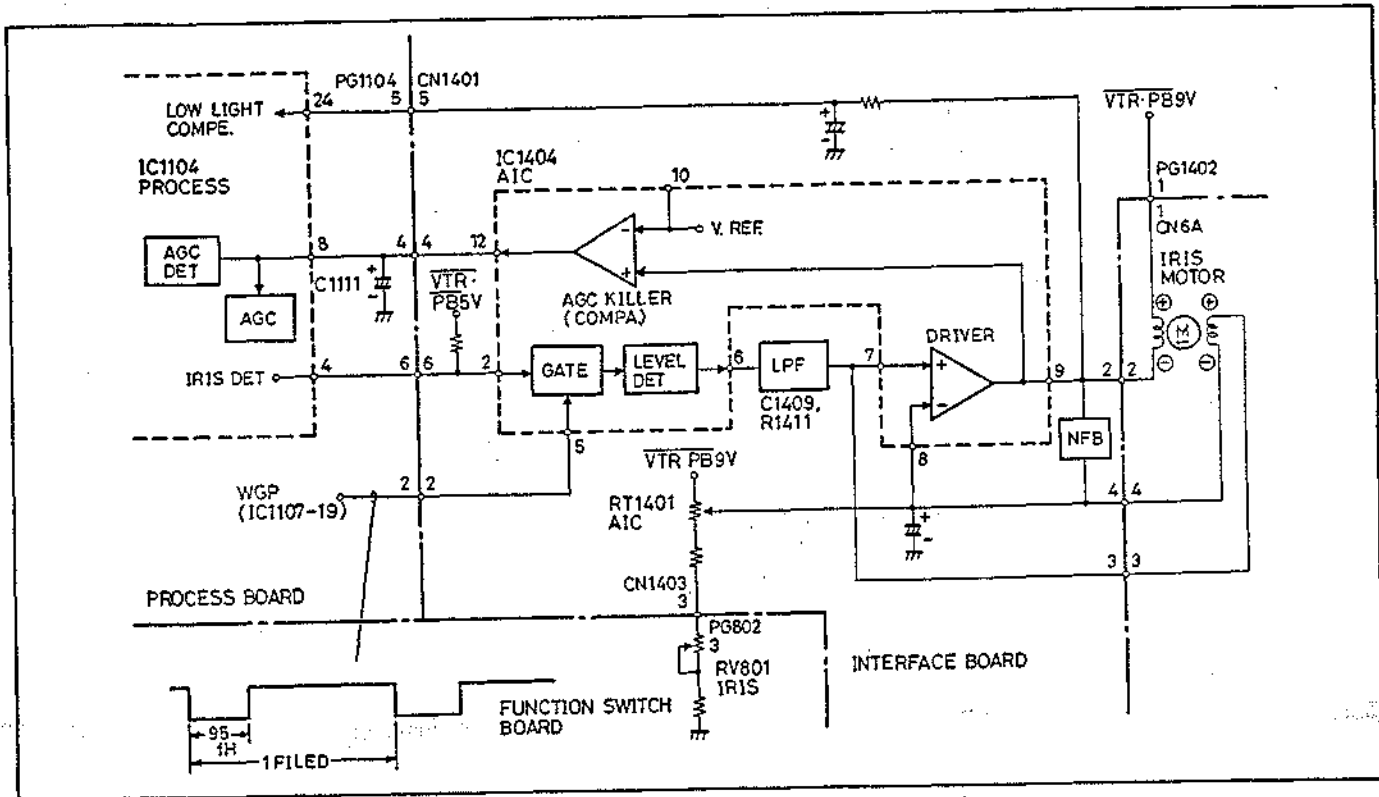 PG1104 CN1401
LOW LIGHT
COMPE.
24
5 5
IC1104
PROCESS
AGC
DET
AGC
8
4 4
12
C1111
+
-
VTR·
PB5V
IRIS DET
4
6 6
2
WGP
(IC1107-19)
2 2
IC1404
AIC
10
-
V. REF.
+
AGC KILLER
(COMPA)
GATE
LEVEL
DET
5
6
LPF
C1409,
R1411
7
DRIVER
+
-
8
9
+
-
VTR·PB9V
PG1402
1
1
CN6A
IRIS
MOTOR
+ +
M
- -
2 2
NFB
4 4
3 3
VTR PB9V
RT1401
AIC
+
-
CN1403
3
PG802
3
RV801
IRIS
PROCESS BOARD
INTERFACE BOARD
FUNCTION SWITCH
BOARD
95
fH
1 FILED